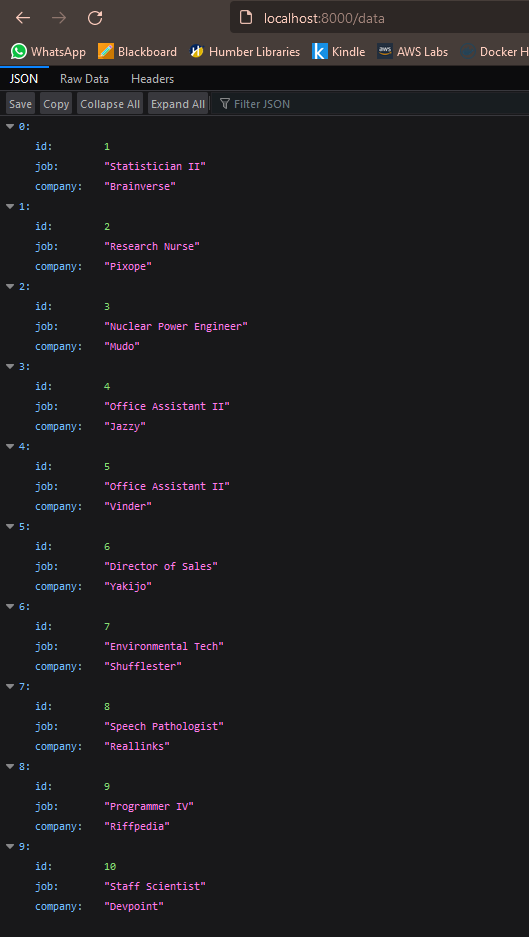 localhost:8000/data
WhatsApp Blackboard Humber Libraries Kindle aws AWS Labs Docker H
JSON Raw Data Headers
Save Copy Collapse All Expand All Filter JSON
0:
id: 1
job: "Statistician II"
company: "Brainverse"
1:
id: 2
job: "Research Nurse"
company: "Pixope"
2:
id: 3
job: "Nuclear Power Engineer"
company: "Mudo"
3:
id: 4
job: "Office Assistant II"
company: "Jazzy"
4:
id: 5
job: "Office Assistant II"
company: "Vinder"
5:
id: 6
job: "Director of Sales"
company: "Yakijo"
6:
id: 7
job: "Environmental Tech"
company: "Shufflester"
7:
id: 8
job: "Speech Pathologist"
company: "Reallinks"
8:
id: 9
job: "Programmer IV"
company: "Riffpedia"
9:
id: 10
job: "Staff Scientist"
company: "Devpoint"